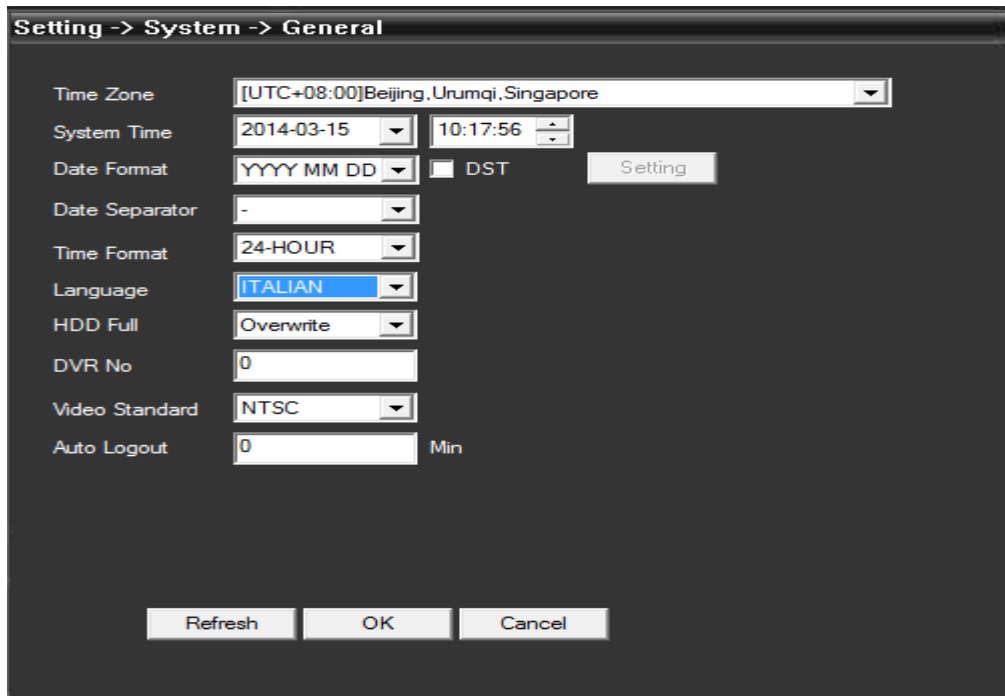 Setting -> System -> General
Time Zone [UTC+08:00]Beijing,Urumqi,Singapore
System Time 2014-03-15 10:17:56
Date Format YYYY MM DD DST Setting
Date Separator -
Time Format 24-HOUR
Language ITALIAN
HDD Full Overwrite
DVR No 0
Video Standard NTSC
Auto Logout 0 Min
Refresh OK Cancel